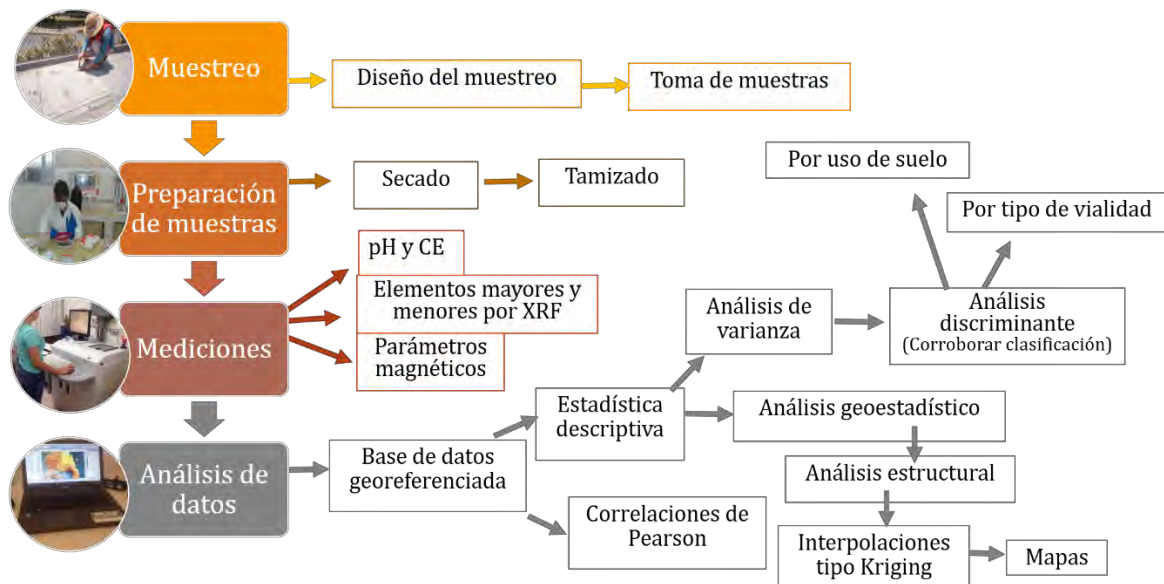 Muestreo
Diseño del muestreo
Toma de muestras
Preparación
de muestras
Secado
Tamizado
Mediciones
pH y CE
Elementos mayores y
menores por XRF
Parámetros
magnéticos
Análisis de
datos
Base de datos
georeferenciada
Estadística
descriptiva
Correlaciones de
Pearson
Análisis de
varianza
Análisis
discriminante
(Corroborar clasificación)
Por uso de suelo
Por tipo de vialidad
Análisis geoestadístico
Análisis estructural
Interpolaciones
tipo Kriging
Mapas